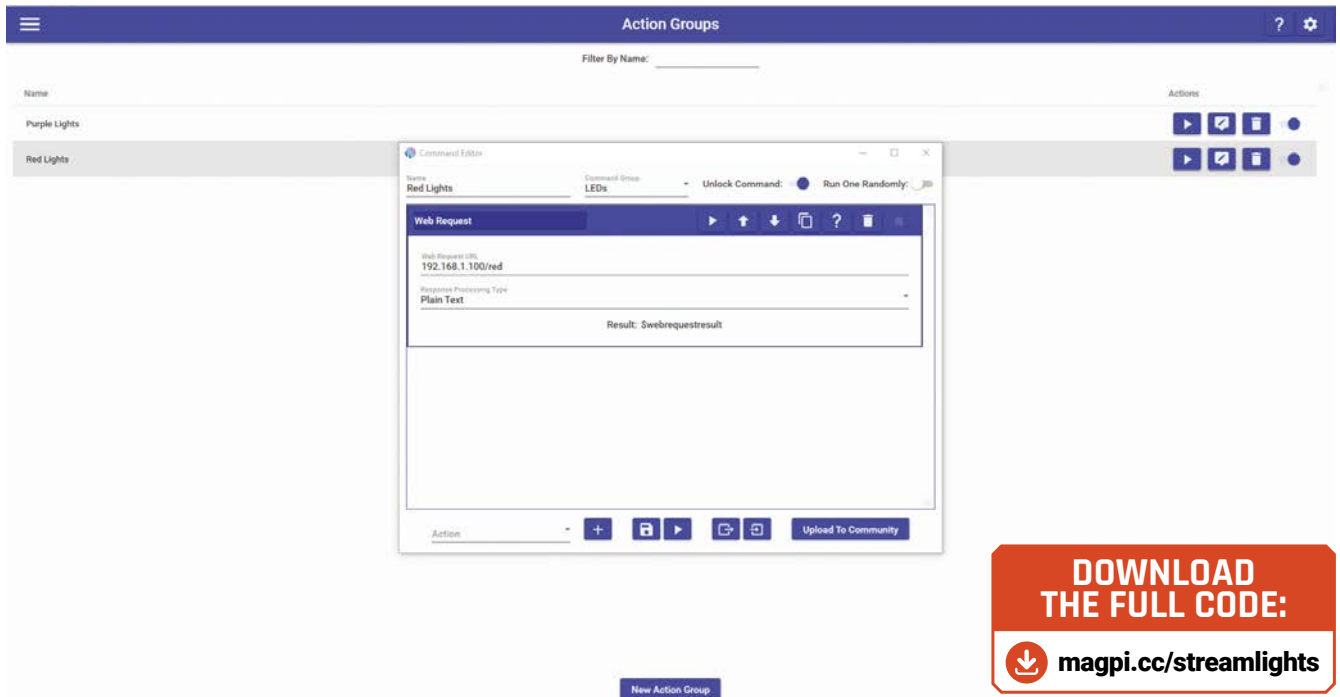 Action Groups
?
Filter By Name:
Name Actions
Purple Lights
Red Lights
Command Editor
Name Command Group
Red Lights LEDs Unlock Command: Run One Randomly:
Web Request ?
Web Request URL
192.168.1.100/red
Response Processing Type
Plain Text
Result: $webrequestresult
Action + Upload To Community
New Action Group
DOWNLOAD
THE FULL CODE:
magpi.cc/streamlights